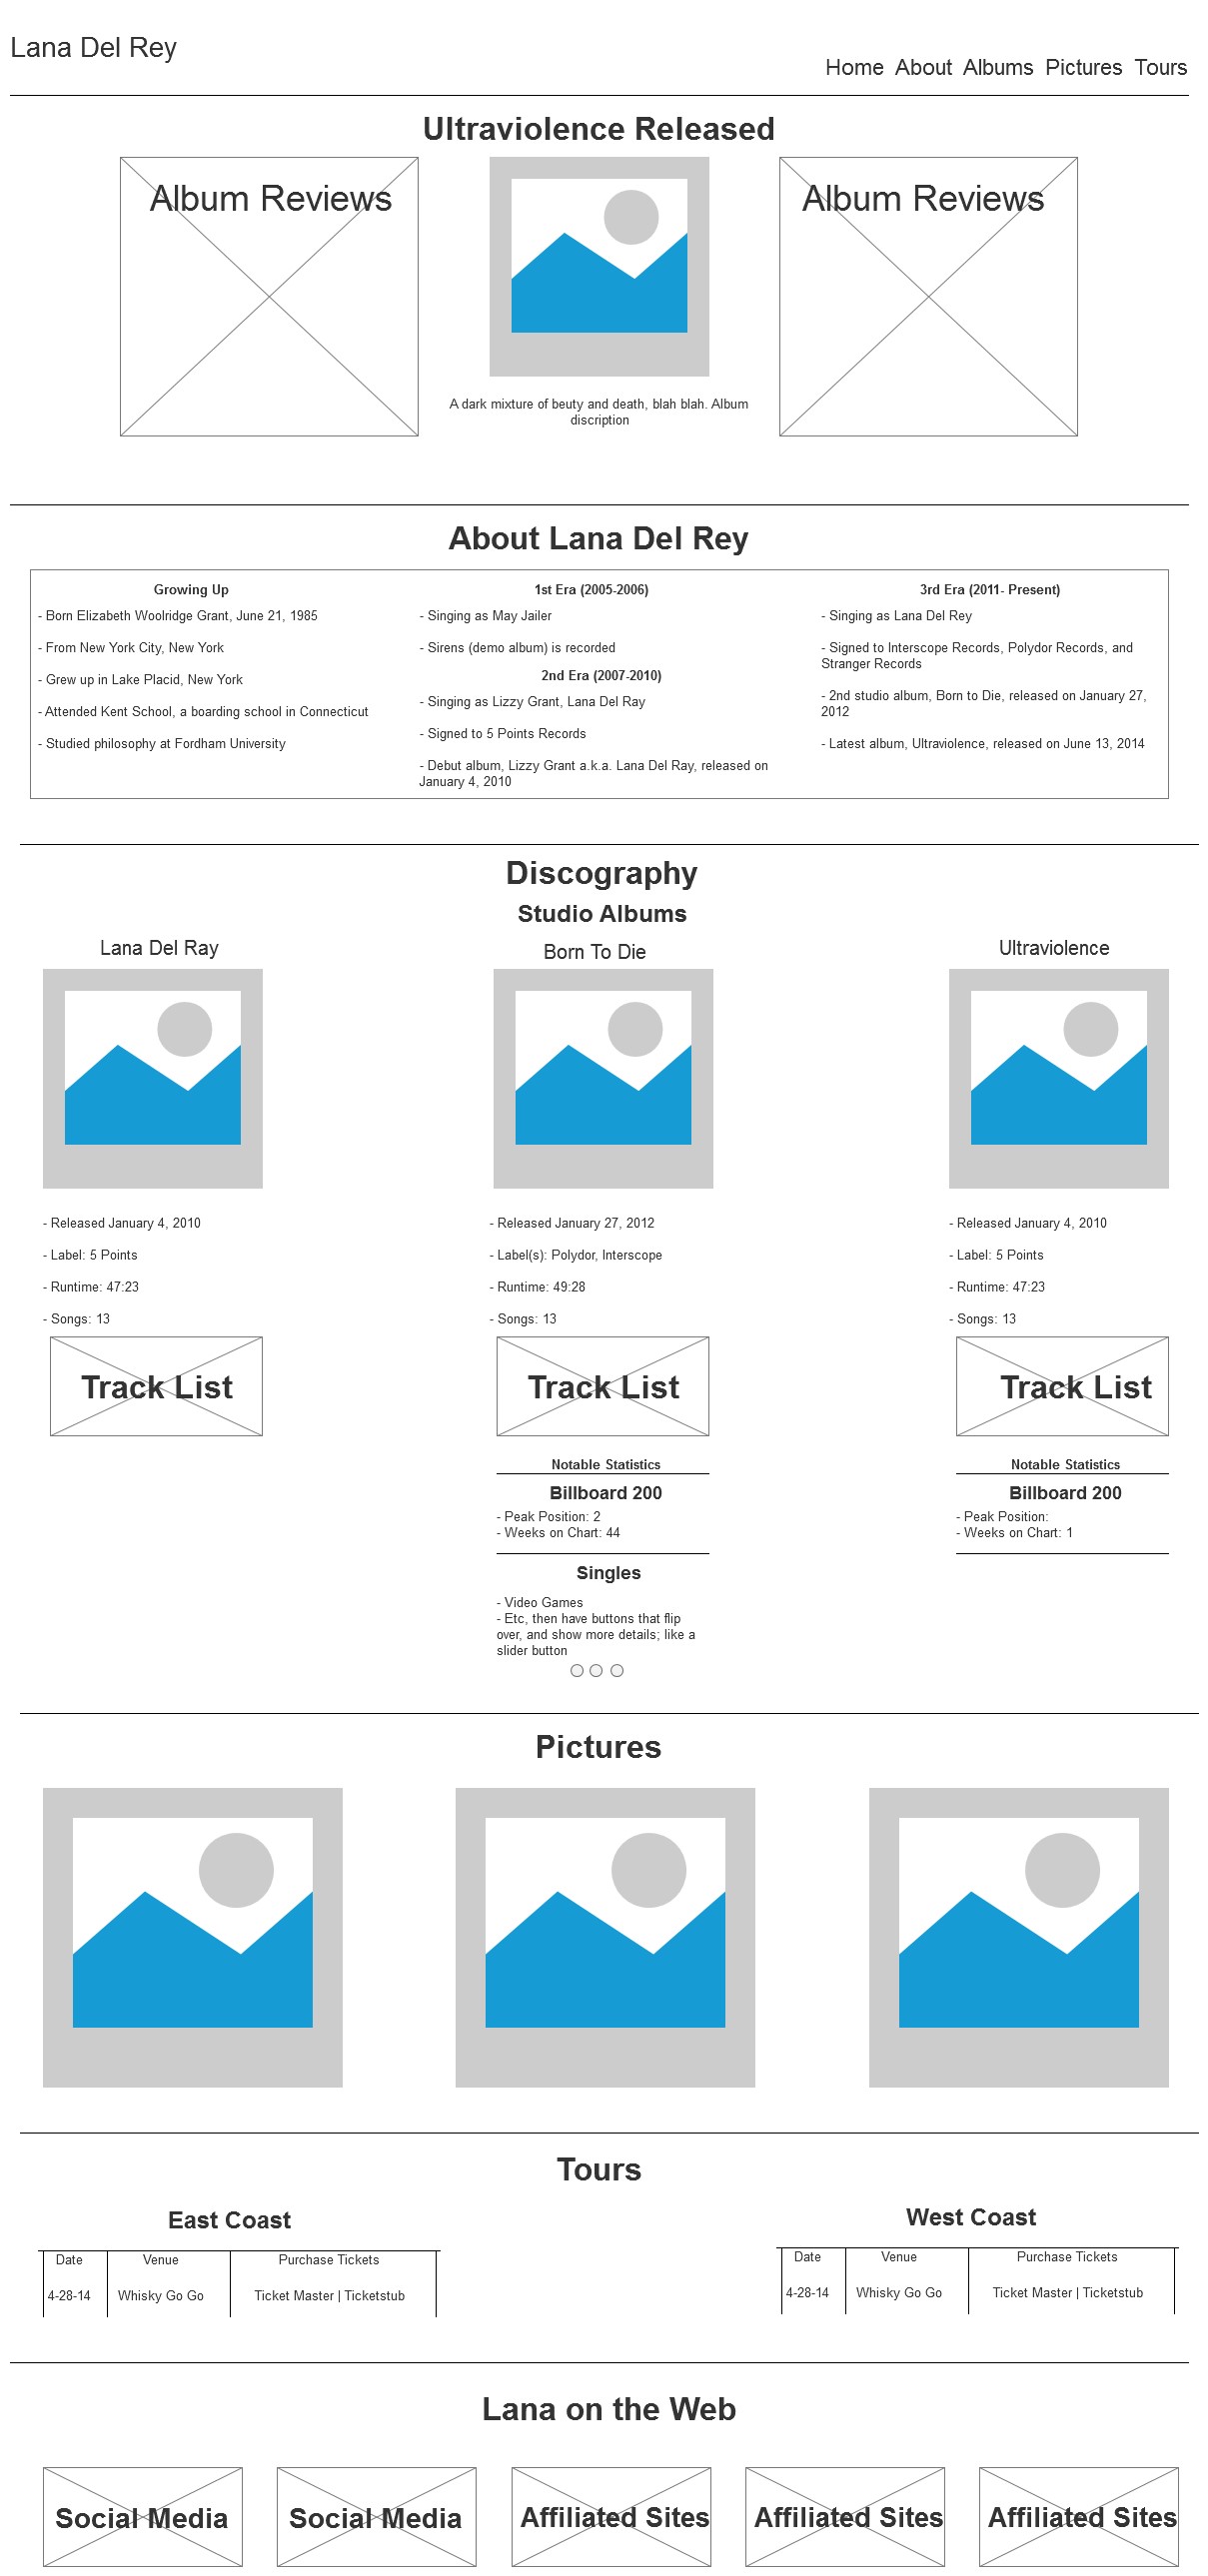 Lana Del Rey
Home About Albums Pictures Tours
Ultraviolence Released
Album Reviews
Album Reviews
A dark mixture of beuty and death, blah blah. Album
discription
About Lana Del Rey
Growing Up
- Born Elizabeth Woolridge Grant, June 21, 1985
- From New York City, New York
- Grew up in Lake Placid, New York
- Attended Kent School, a boarding school in Connecticut
- Studied philosophy at Fordham University
1st Era (2005-2006)
- Singing as May Jailer
- Sirens (demo album) is recorded
2nd Era (2007-2010)
- Singing as Lizzy Grant, Lana Del Ray
- Signed to 5 Points Records
- Debut album, Lizzy Grant a.k.a. Lana Del Ray, released on
January 4, 2010
3rd Era (2011- Present)
- Singing as Lana Del Rey
- Signed to Interscope Records, Polydor Records, and
Stranger Records
- 2nd studio album, Born to Die, released on January 27,
2012
- Latest album, Ultraviolence, released on June 13, 2014
Discography
Studio Albums
Lana Del Ray
- Released January 4, 2010
- Label: 5 Points
- Runtime: 47:23
- Songs: 13
Track List
Born To Die
- Released January 27, 2012
- Label(s): Polydor, Interscope
- Runtime: 49:28
- Songs: 13
Track List
Notable Statistics
Billboard 200
- Peak Position: 2
- Weeks on Chart: 44
Singles
- Video Games
- Etc, then have buttons that flip
over, and show more details; like a
slider button
Ultraviolence
- Released January 4, 2010
- Label: 5 Points
- Runtime: 47:23
- Songs: 13
Track List
Notable Statistics
Billboard 200
- Peak Position:
- Weeks on Chart: 1
Pictures
Tours
East Coast
Date Venue Purchase Tickets
4-28-14 Whisky Go Go Ticket Master | Ticketstub
West Coast
Date Venue Purchase Tickets
4-28-14 Whisky Go Go Ticket Master | Ticketstub
Lana on the Web
Social Media
Social Media
Affiliated Sites
Affiliated Sites
Affiliated Sites